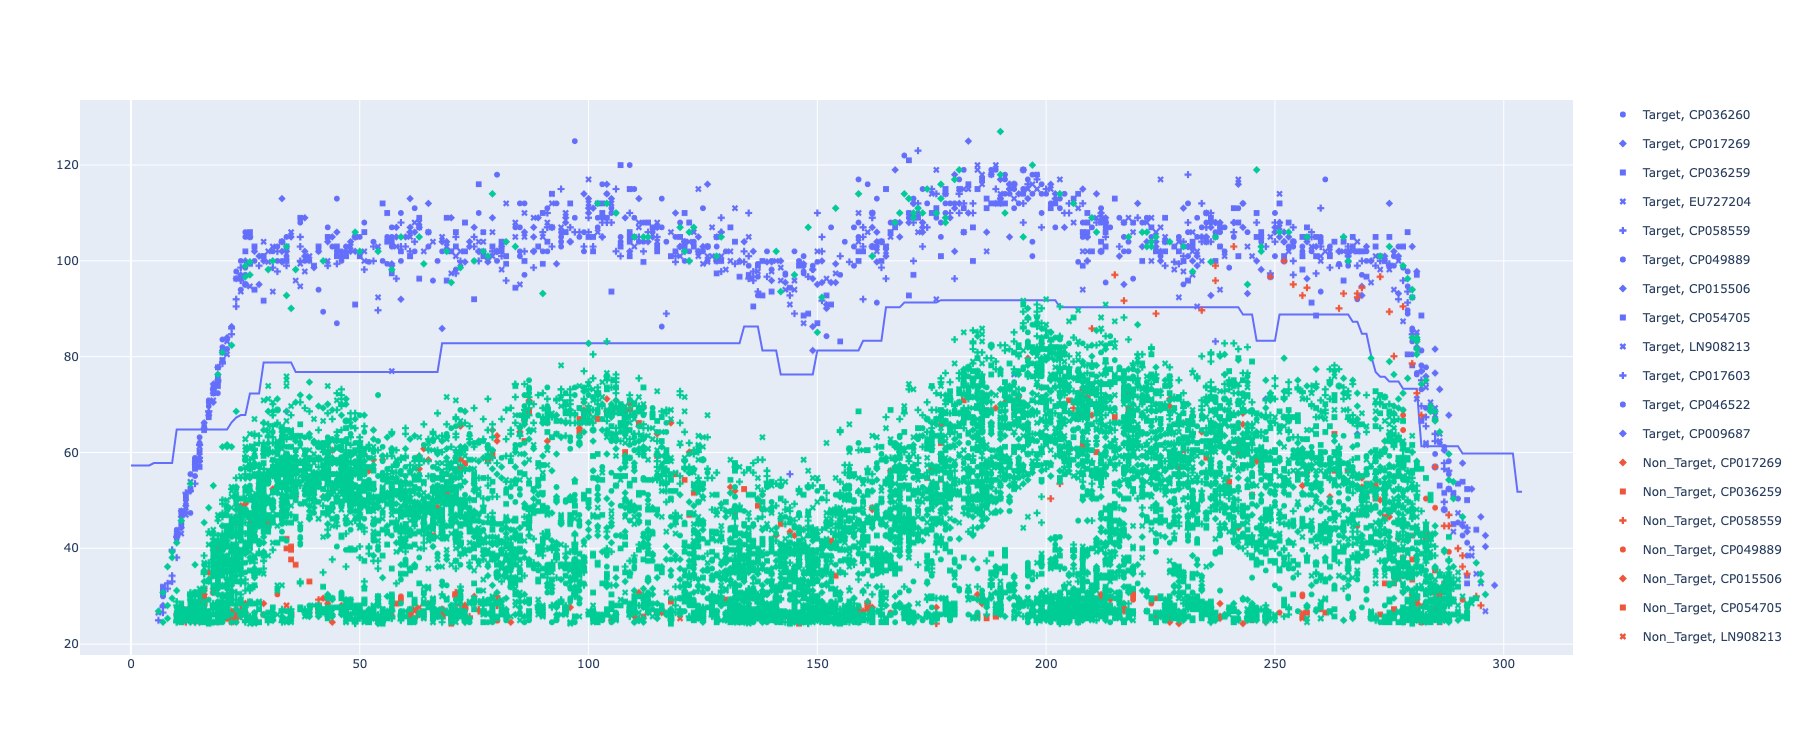 120
100
80
60
40
20
0 50 100 150 200 250 300
Target, CP036260
Target, CP017269
Target, CP036259
Target, EU727204
Target, CP058559
Target, CP049889
Target, CP015506
Target, CP054705
Target, LN908213
Target, CP017603
Target, CP046522
Target, CP009687
Non_Target, CP017269
Non_Target, CP036259
Non_Target, CP058559
Non_Target, CP049889
Non_Target, CP015506
Non_Target, CP054705
Non_Target, LN908213